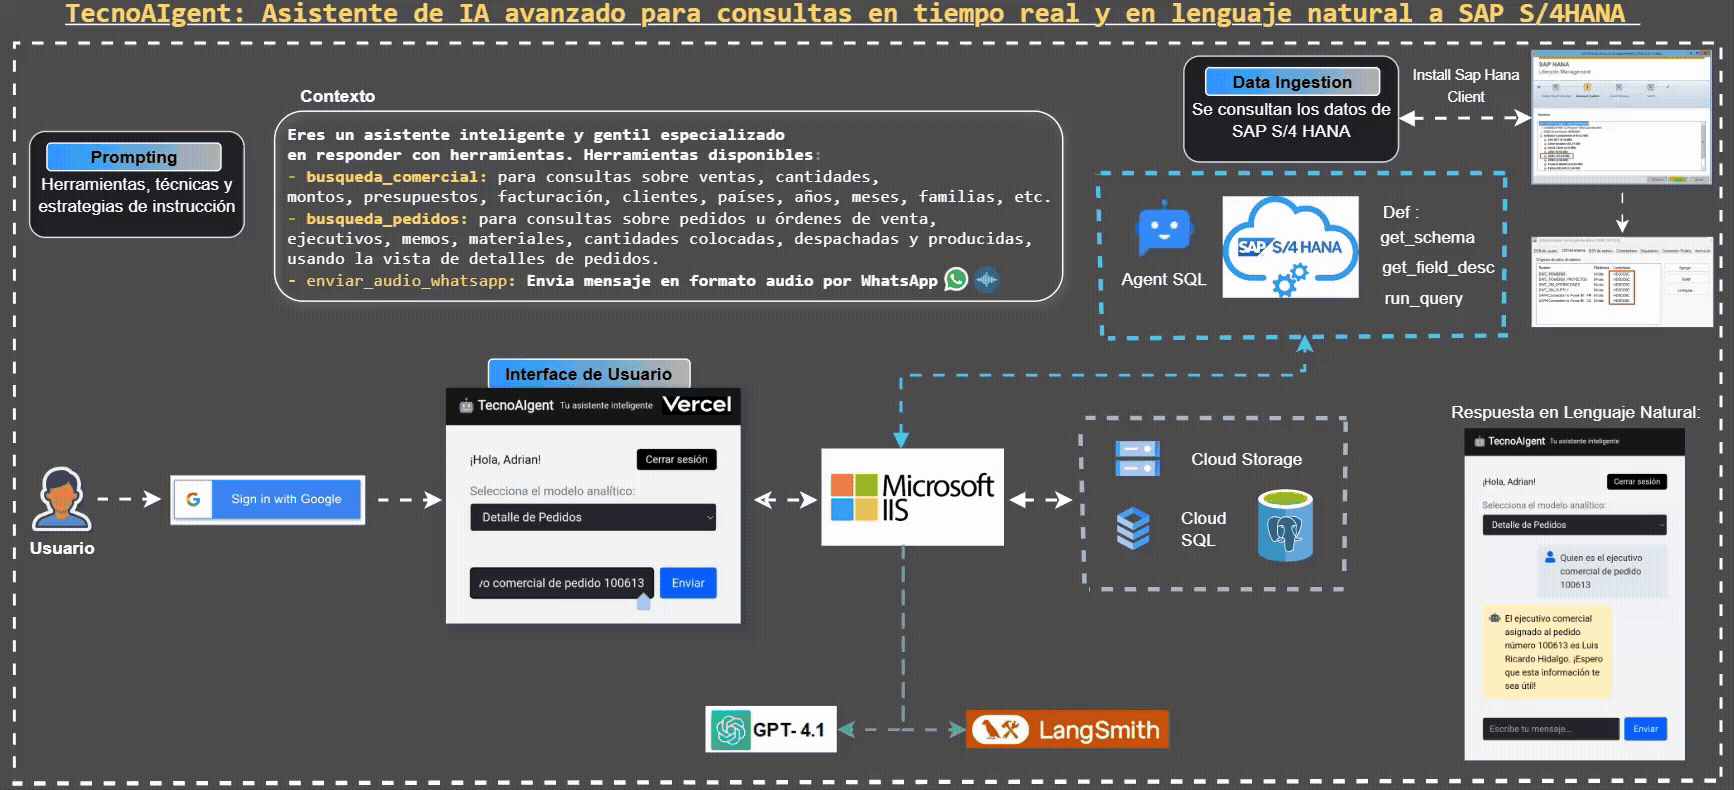 TecnoAIgent: Asistente de IA avanzado para consultas en tiempo real y en lenguaje natural a SAP S/4HANA
Prompting
Herramientas, técnicas y
estrategias de instrucción
Contexto
Eres un asistente inteligente y gentil especializado
en responder con herramientas. Herramientas disponibles:
- busqueda_comercial: para consultas sobre ventas, cantidades,
montos, presupuestos, facturación, clientes, países, años, meses, familias, etc.
- busqueda_pedidos: para consultas sobre pedidos u órdenes de venta,
ejecutivos, memos, materiales, cantidades colocadas, despachadas y producidas,
usando la vista de detalles de pedidos.
- enviar_audio_whatsapp: Envia mensaje en formato audio por WhatsApp
Data Ingestion
Se consultan los datos de
SAP S/4 HANA
Install Sap Hana
Client
SAP HANA
Lifecycle Management
Agent SQL
SAP S/4 HANA
Def :
get_schema
get_field_desc
run_query
Usuario
Sign in with Google
Interface de Usuario
TecnoAIgent Tu asistente inteligente Vercel
¡Hola, Adrian!
Cerrar sesión
Selecciona el modelo analítico:
Detalle de Pedidos
vo comercial de pedido 100613
Enviar
Microsoft
IIS
Cloud Storage
Cloud
SQL
GPT- 4.1
LangSmith
Respuesta en Lenguaje Natural:
TecnoAIgent Tu asistente inteligente
¡Hola, Adrian!
Cerrar sesión
Selecciona el modelo analítico:
Detalle de Pedidos
Quien es el ejecutivo
comercial de pedido
100613
El ejecutivo comercial
asignado al pedido
número 100613 es Luis
Ricardo Hidalgo. ¡Espero
que esta información te
sea útil!
Escribe tu mensaje...
Enviar